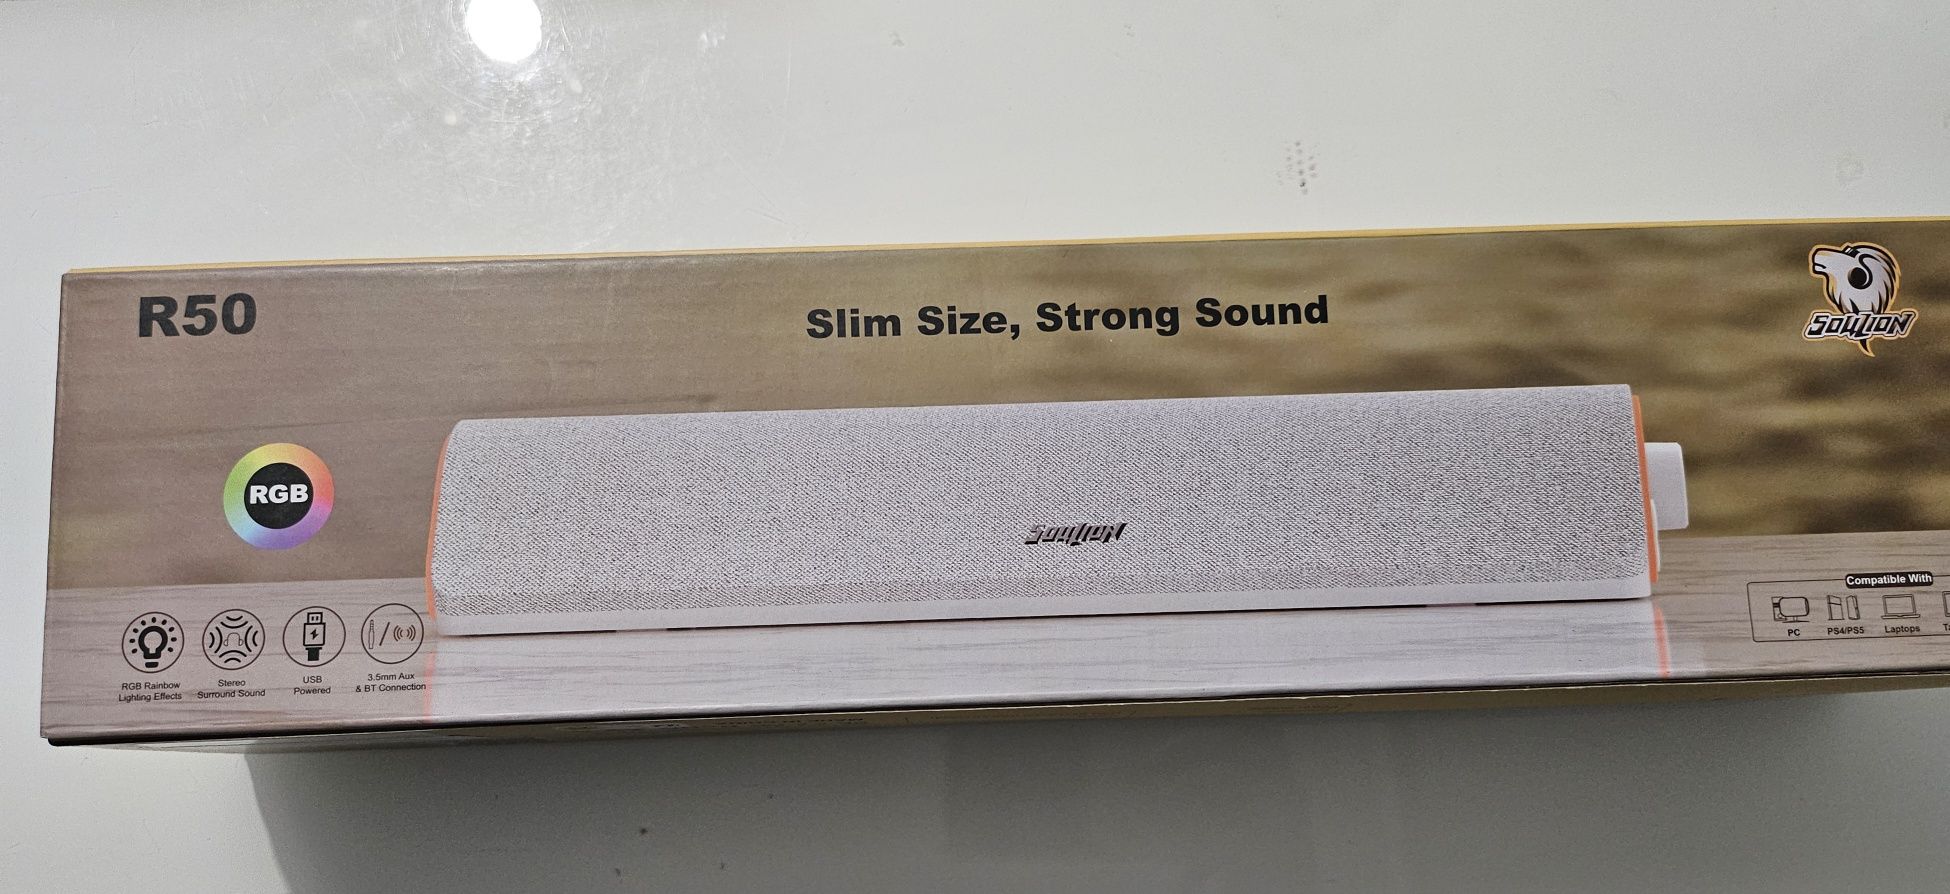 R50
Slim Size, Strong Sound
SOULION
RGB
SOULION
RGB Rainbow
Lighting Effects
Stereo
Surround Sound
USB
Powered
3.5mm Aux
& BT Connection
Compatible With
PC
PS4/PS5
Laptops